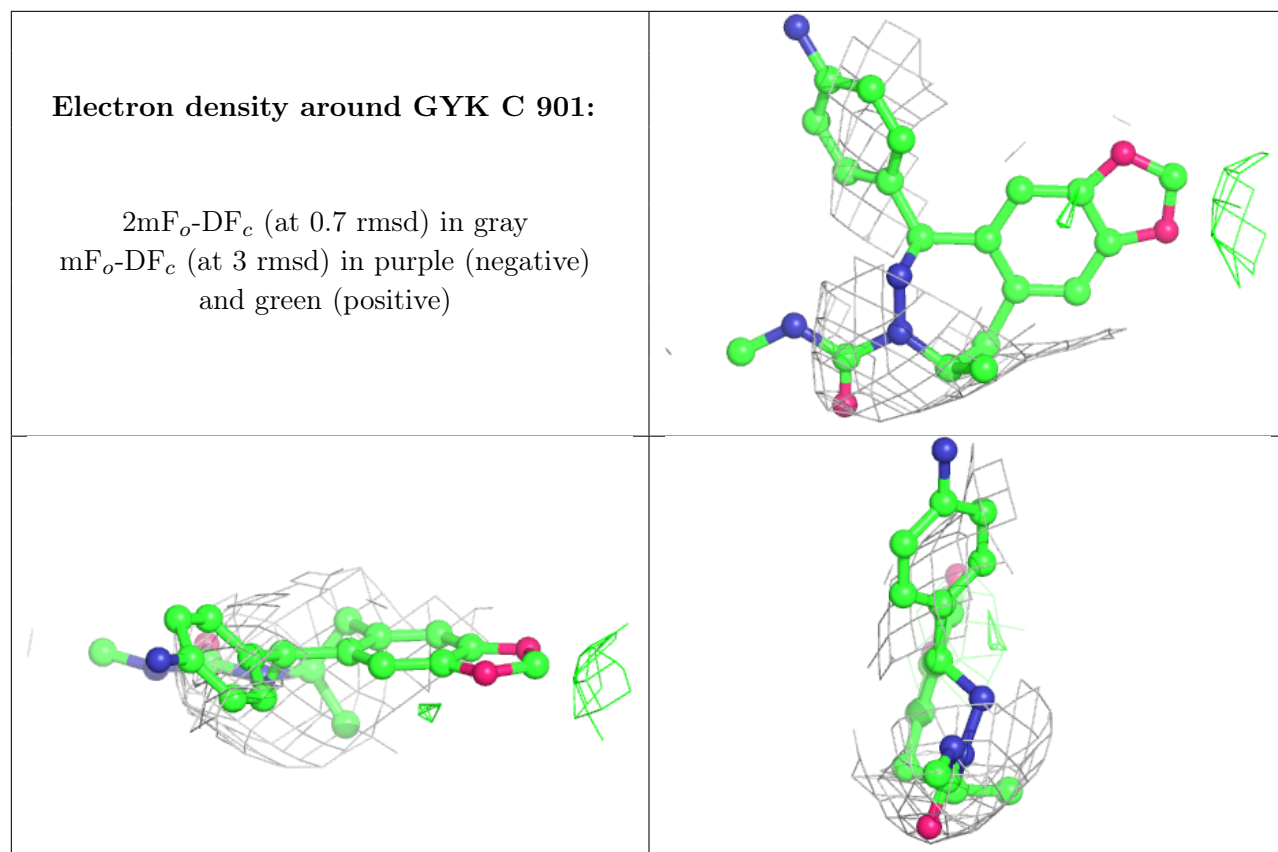 Electron density around GYK C 901:
2mFo-DFc (at 0.7 rmsd) in gray
mFo-DFc (at 3 rmsd) in purple (negative)
and green (positive)